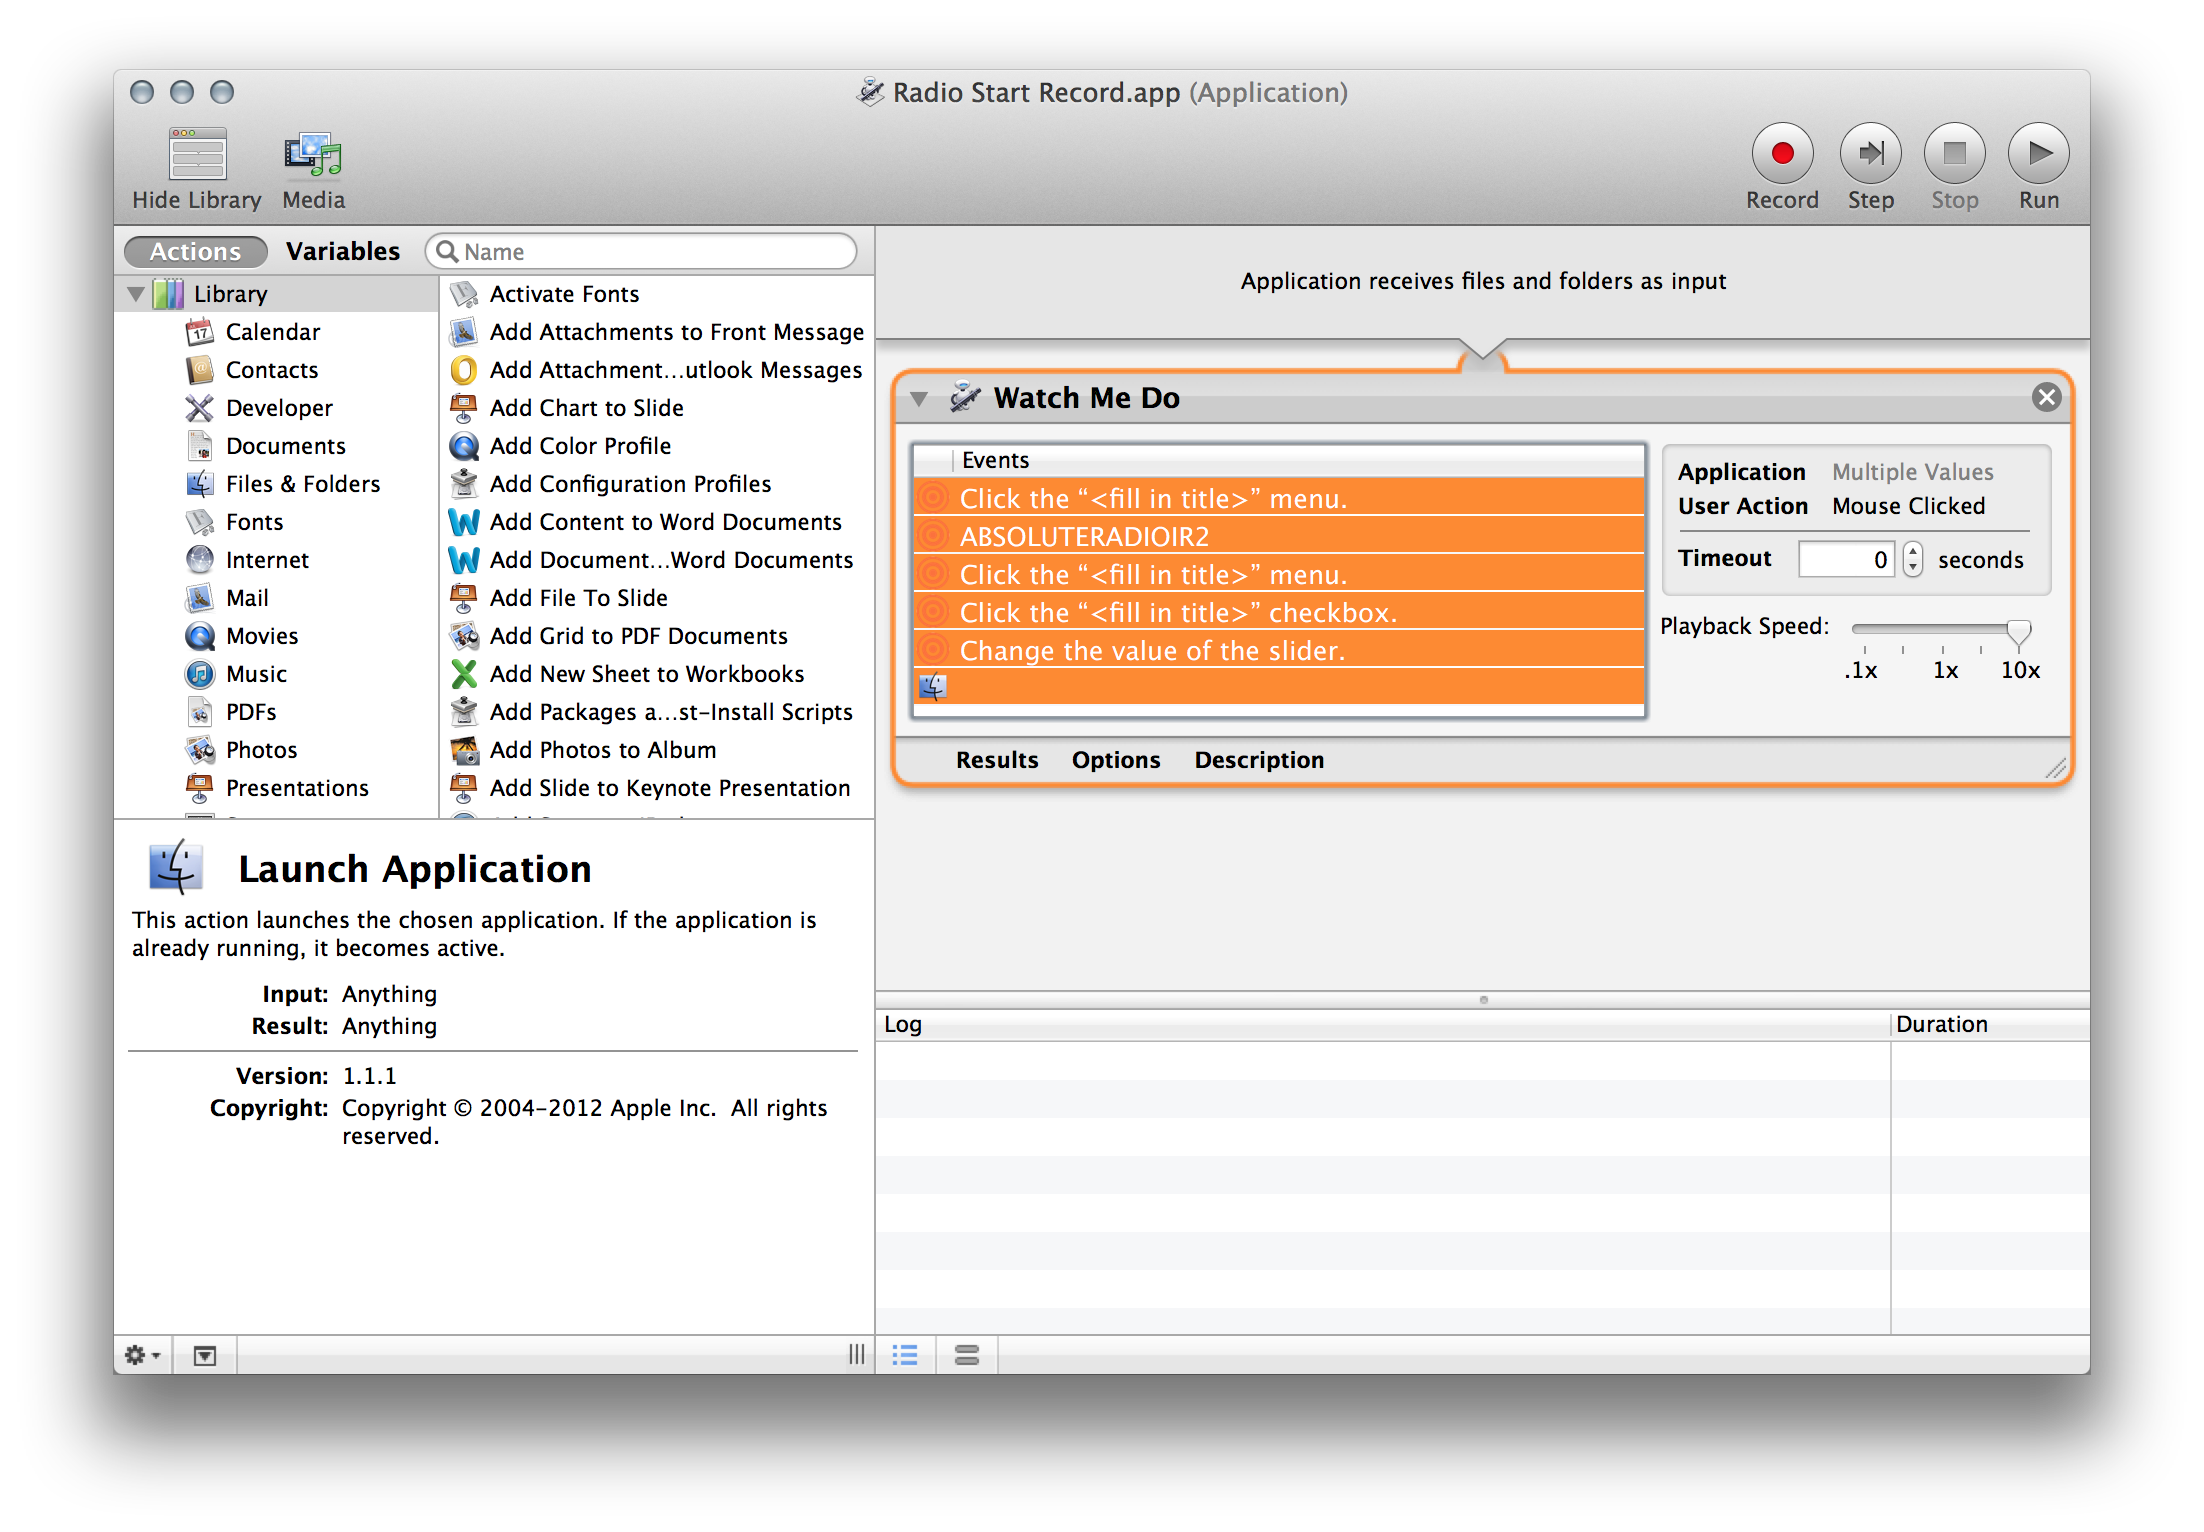 Radio Start Record.app (Application)
Hide Library
Media
Record
Step
Stop
Run
Actions
Variables
Name
Library
Calendar
Contacts
Developer
Documents
Files & Folders
Fonts
Internet
Mail
Movies
Music
PDFs
Photos
Presentations
Activate Fonts
Add Attachments to Front Message
Add Attachment...utlook Messages
Add Chart to Slide
Add Color Profile
Add Configuration Profiles
Add Content to Word Documents
Add Document...Word Documents
Add File To Slide
Add Grid to PDF Documents
Add New Sheet to Workbooks
Add Packages a...st-Install Scripts
Add Photos to Album
Add Slide to Keynote Presentation
Launch Application
This action launches the chosen application. If the application is
already running, it becomes active.
Input: Anything
Result: Anything
Version: 1.1.1
Copyright: Copyright © 2004-2012 Apple Inc. All rights
reserved.
Application receives files and folders as input
Watch Me Do
Events
Click the “<fill in title>” menu.
ABSOLUTERADIOIR2
Click the “<fill in title>” menu.
Click the “<fill in title>” checkbox.
Change the value of the slider.
Application Multiple Values
User Action Mouse Clicked
Timeout 0 seconds
Playback Speed:
.1x 1x 10x
Results Options Description
Log
Duration